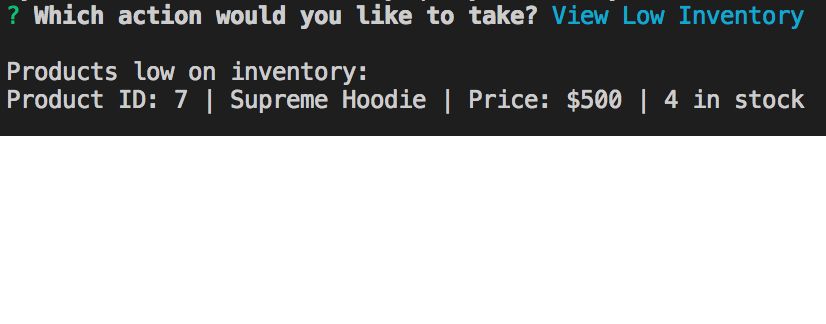 ? Which action would you like to take? View Low Inventory
Products low on inventory:
Product ID: 7 | Supreme Hoodie | Price: $500 | 4 in stock